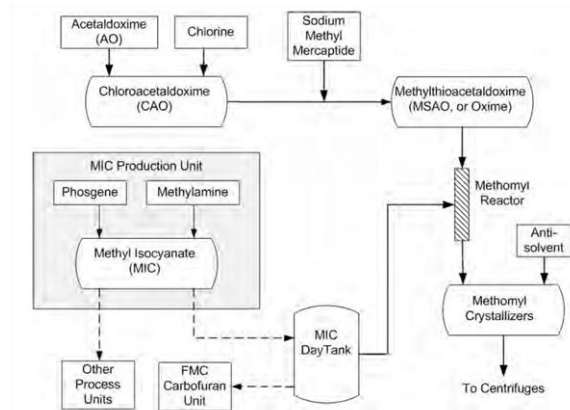 Acetaldoxime
(AO)
Chlorine
Sodium
Methyl
Mercaptide
Chloroacetaldoxime
(CAO)
Methylthioacetaldoxime
(MSAO, or Oxime)
MIC Production Unit
Phosgene
Methylamine
Methyl Isocyanate
(MIC)
Methomyl
Reactor
Anti-
solvent
Methomyl
Crystallizers
MIC
DayTank
Other
Process
Units
FMC
Carbofuran
Unit
To Centrifuges